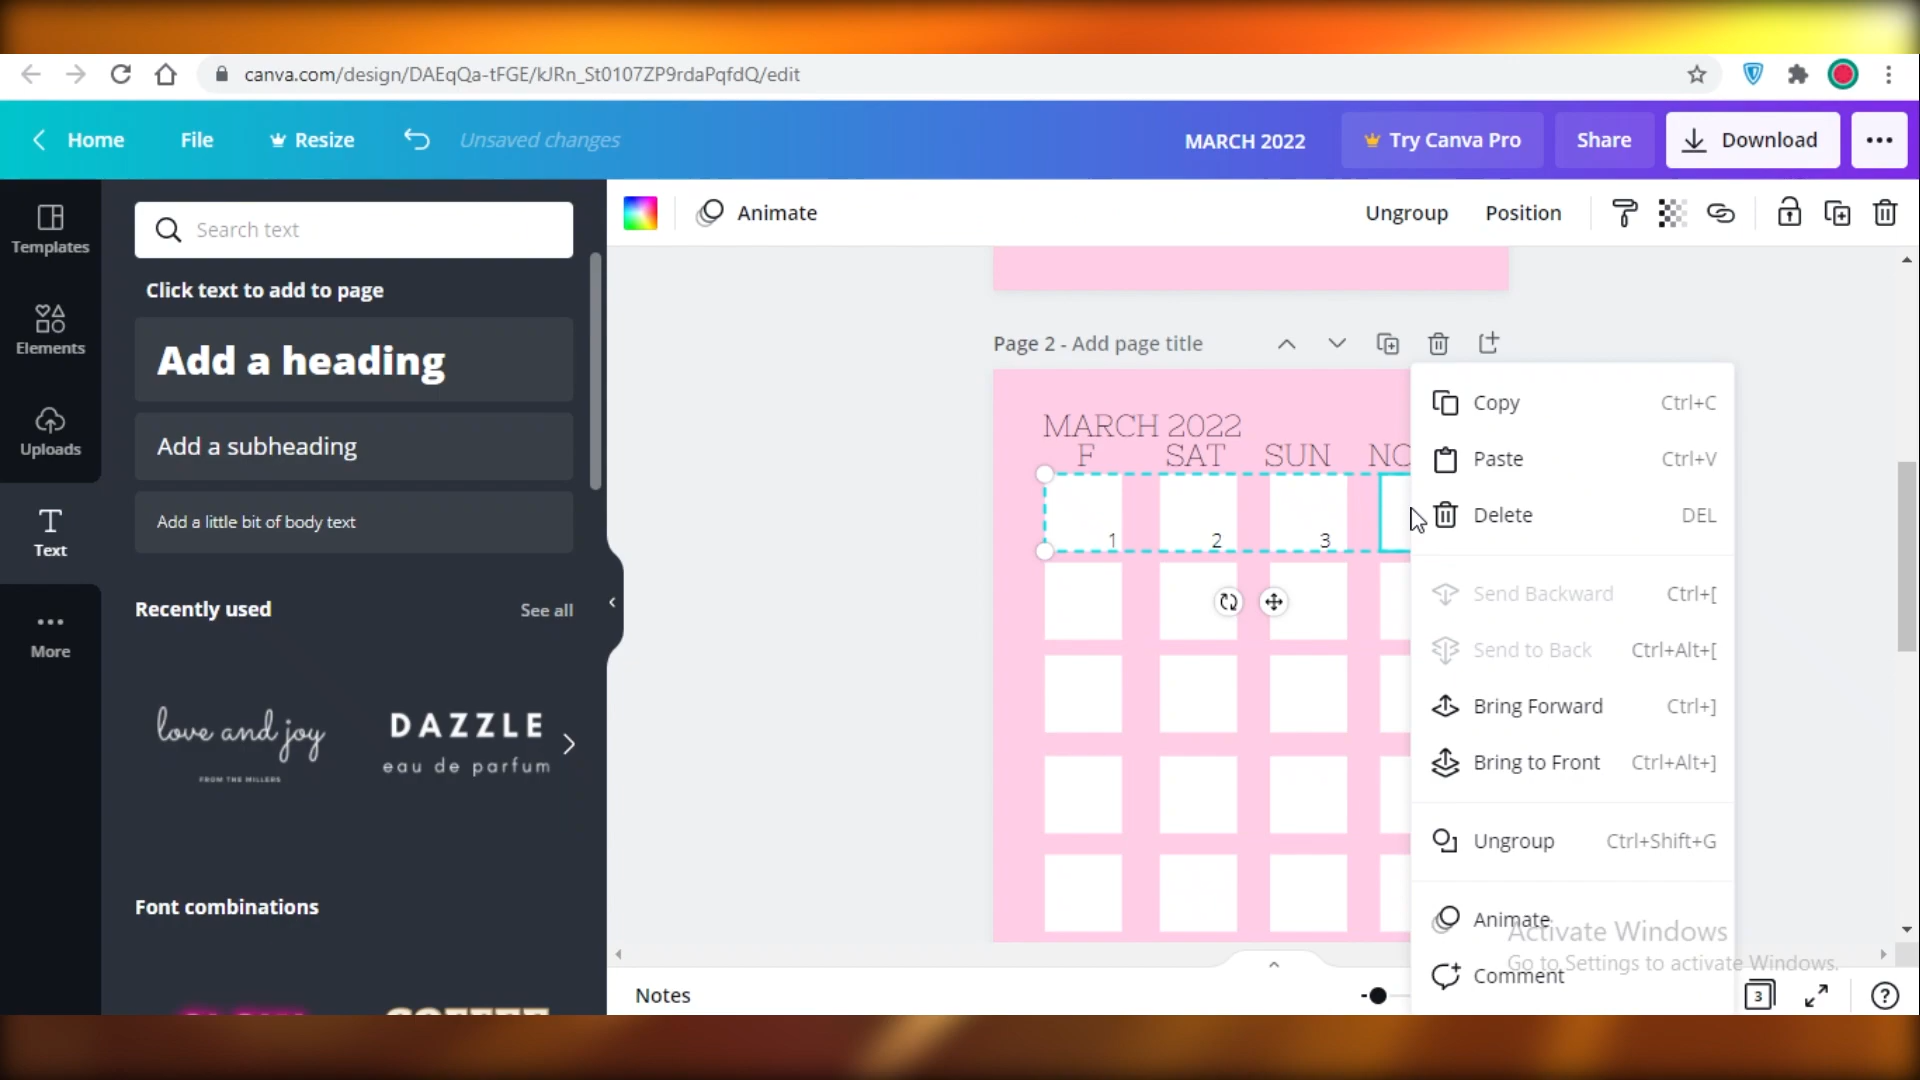 canva.com/design/DAEqQa-tFGE/kJRn_St0107ZP9rdaPqfdQ/edit
Home
File
Resize
Unsaved changes
MARCH 2022
Try Canva Pro
Share
Download
Templates
Elements
Uploads
Text
More
Search text
Click text to add to page
Add a heading
Add a subheading
Add a little bit of body text
Recently used
See all
love and joy
FROM THE MILLERS
DAZZLE
eau de parfum
Font combinations
Animate
Ungroup
Position
Page 2 - Add page title
MARCH 2022
F SAT SUN
1 2 3
Copy Ctrl+C
Paste Ctrl+V
Delete DEL
Send Backward Ctrl+[
Send to Back Ctrl+Alt+[
Bring Forward Ctrl+]
Bring to Front Ctrl+Alt+]
Ungroup Ctrl+Shift+G
Animate
Comment
Activate Windows
Go to Settings to activate Windows.
Notes
3